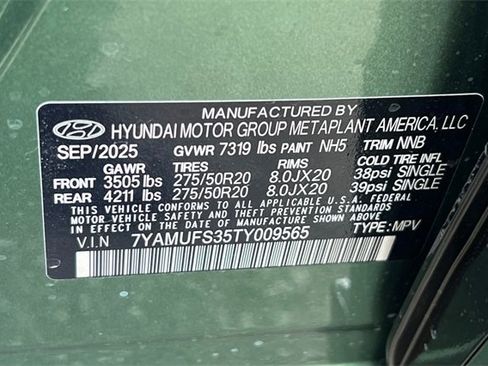 MANUFACTURED BY
HYUNDAI MOTOR GROUP METAPLANT AMERICA, LLC
SEP/2025 GVWR 7319 lbs PAINT NH5 TRIM NNB
GAWR TIRES RIMS COLD TIRE INFL
FRONT 3505 lbs 275/50R20 8.0JX20 38psi SINGLE
REAR 4211 lbs 275/50R20 8.0JX20 39psi SINGLE
THIS VEHICLE CONFORMS TO ALL APPLICABLE U.S.A. FEDERAL
MOTOR VEHICLE SAFETY AND THEFT PREVENTION STANDARDS
IN EFFECT ON THE DATE OF MANUFACTURE SHOWN ABOVE.
V.I.N 7YAMUFS35TY009565 TYPE: MPV